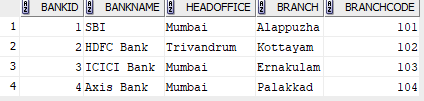 BANKID BANKNAME HEADOFFICE BRANCH BRANCHCODE
1 1 SBI Mumbai Alappuzha 101
2 2 HDFC Bank Trivandrum Kottayam 102
3 3 ICICI Bank Mumbai Ernakulam 103
4 4 Axis Bank Mumbai Palakkad 104